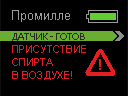 Промилле
ДАТЧИК - ГОТОВ
ПРИСУТСТВИЕ
СПИРТА
В ВОЗДУХЕ!